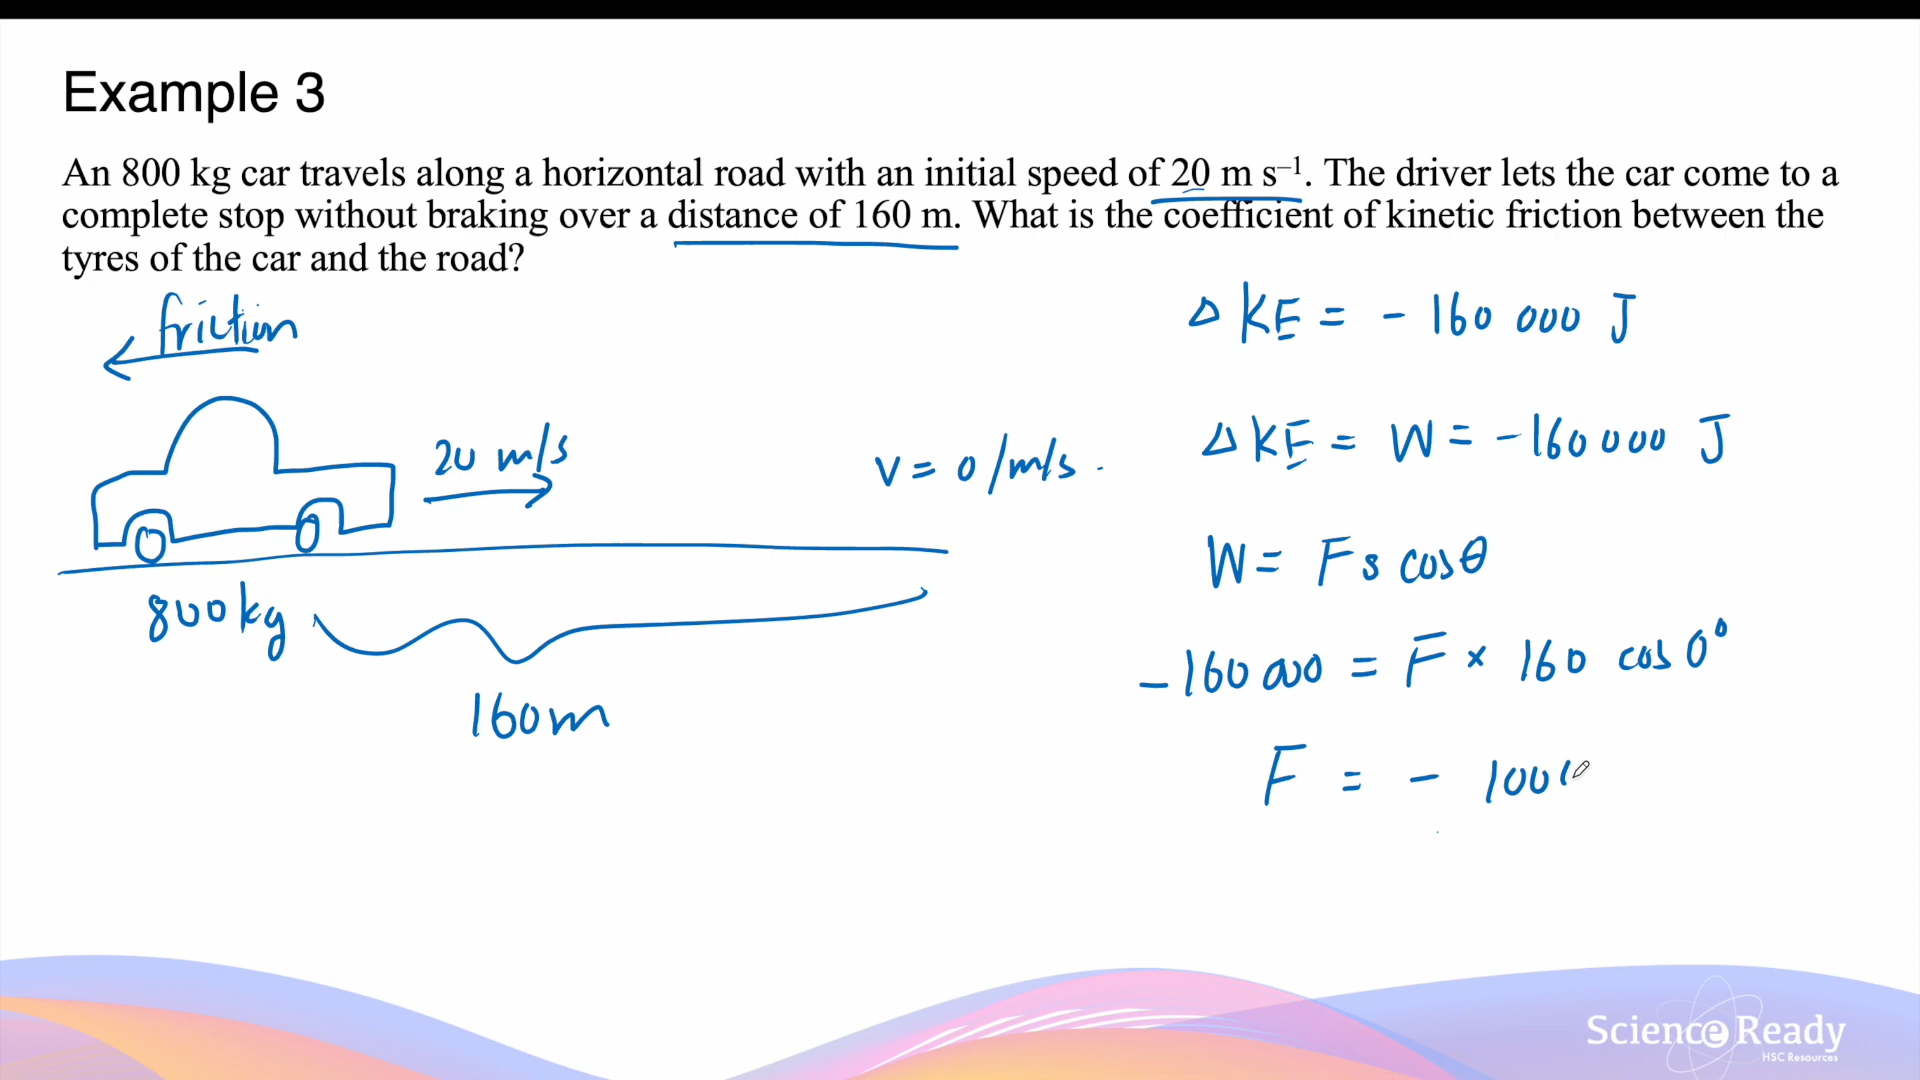 Example 3
An 800 kg car travels along a horizontal road with an initial speed of 20 m s⁻¹. The driver lets the car come to a
complete stop without braking over a distance of 160 m. What is the coefficient of kinetic friction between the
tyres of the car and the road?
friction
20 m/s
v = 0 m/s.
800kg
160m
Δ KE = - 160 000 J
Δ KE = W = -160 000 J
W = Fs cosθ
-160 000 = F × 160 cos 0°
F = - 100
Science Ready
HSC Resources